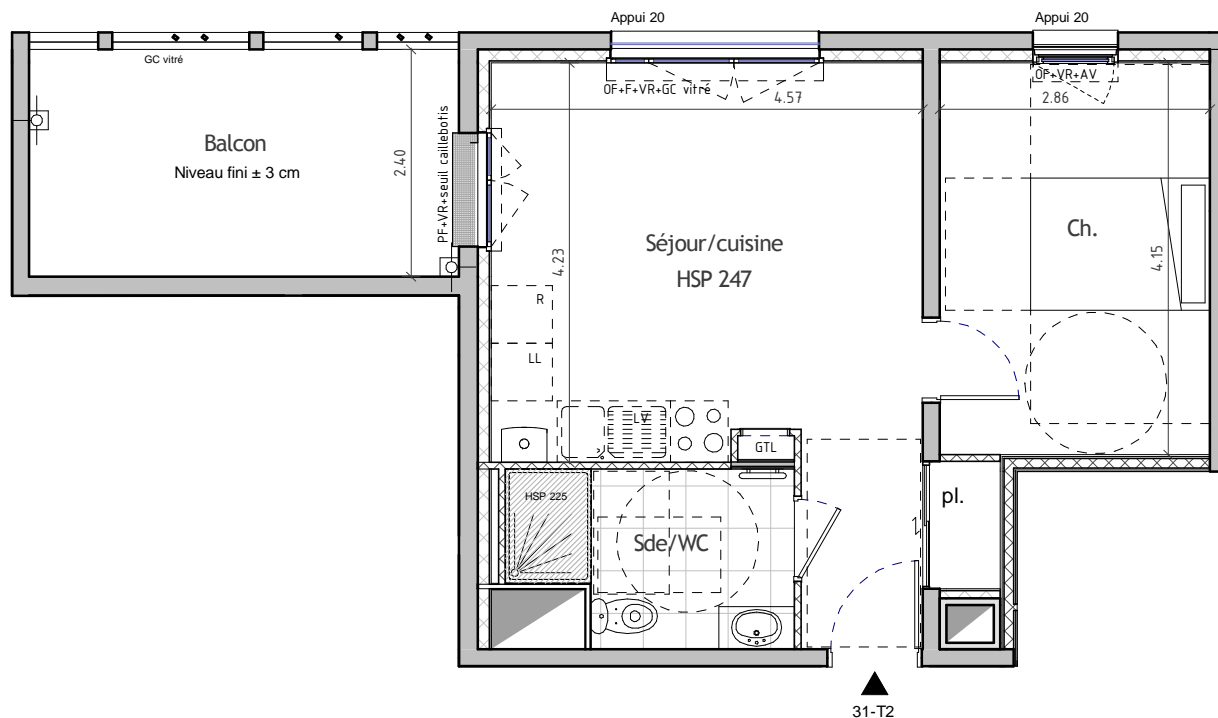 Appui 20
Appui 20
GC vitré
OF+F+VR+GC vitré
4.57
OF+VR+AV
2.86
Balcon
Niveau fini ± 3 cm
2.40
PF+VR+seuil caillebotis
4.23
Séjour/cuisine
HSP 247
Ch.
4.15
R
LL
LV
GTL
HSP 225
Sde/WC
pl.
31-T2